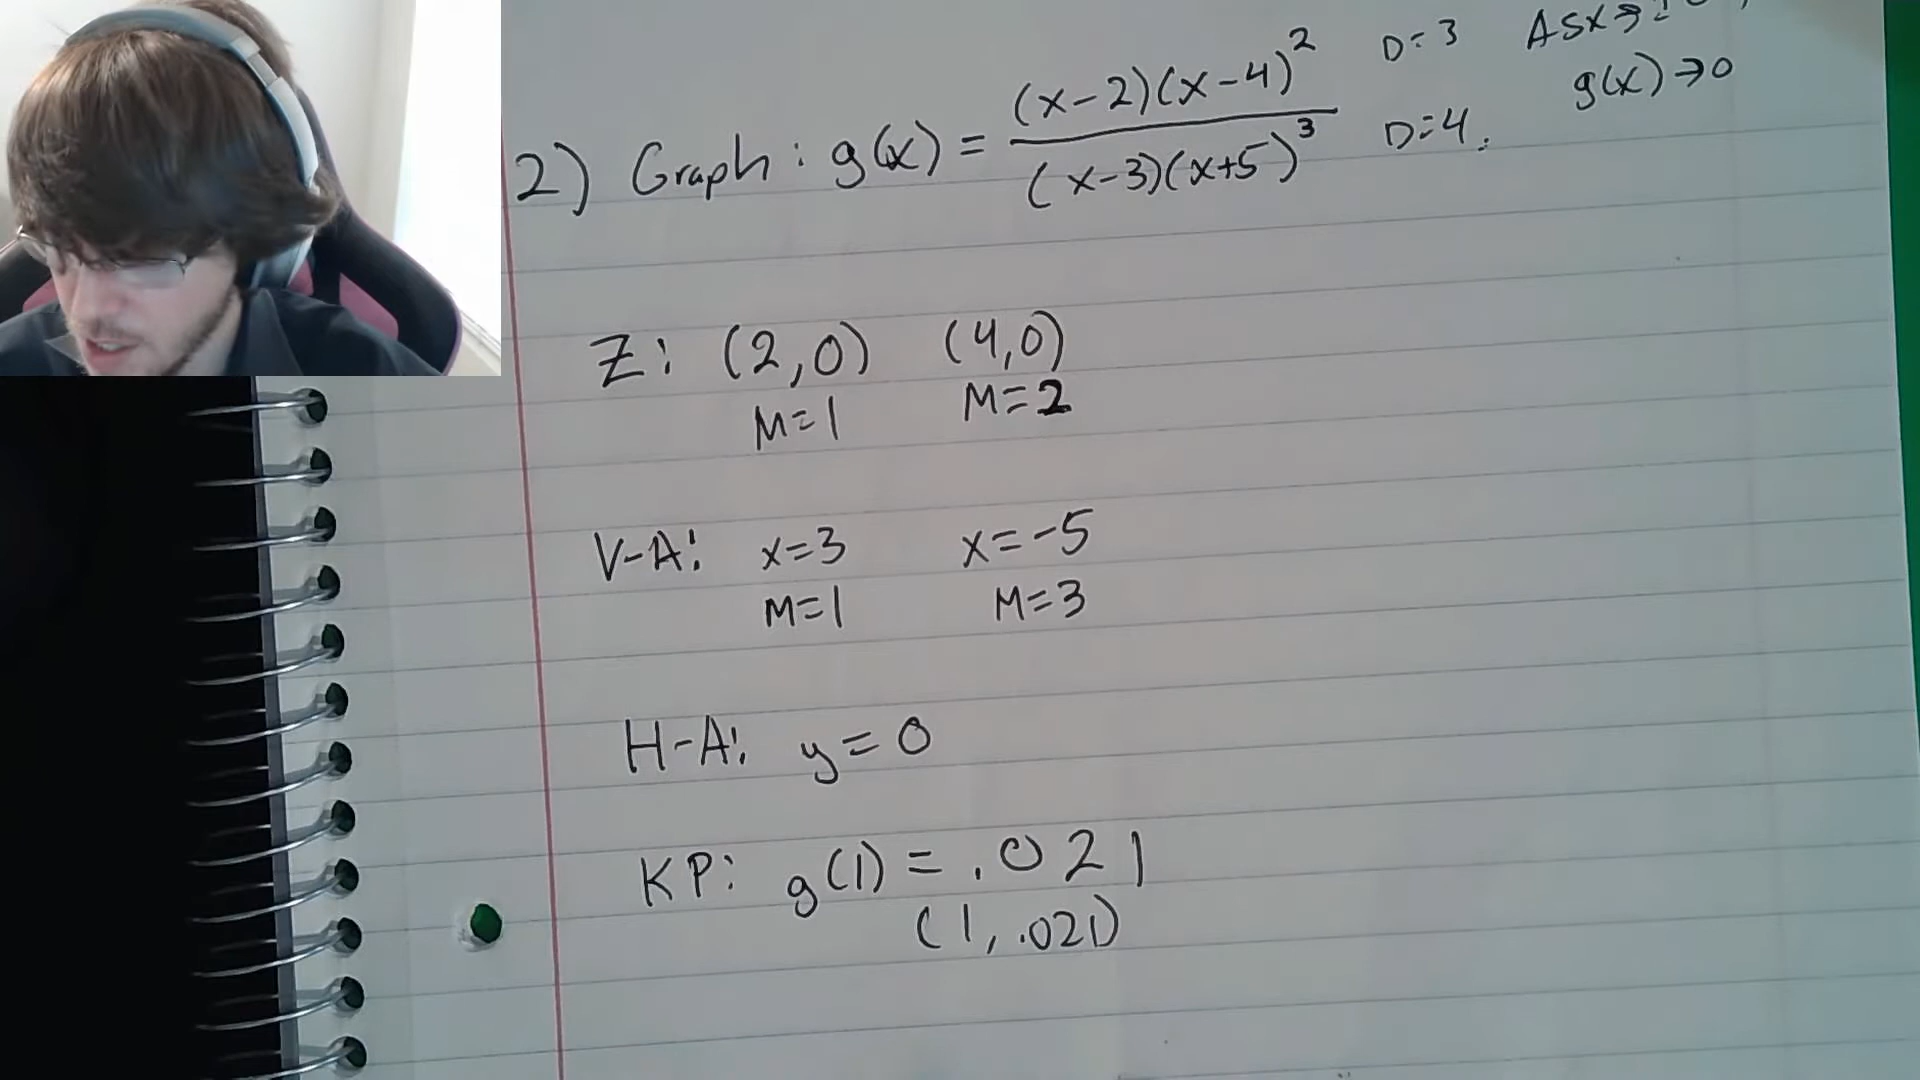 2) Graph: g(x) = (x-2)(x-4)² / (x-3)(x+5)³
D=3
D=4
As x→
g(x)→0
Z: (2,0) (4,0)
M=1 M=2
V-A: x=3 x=-5
M=1 M=3
H-A: y=0
KP: g(1) = .021
(1, .021)